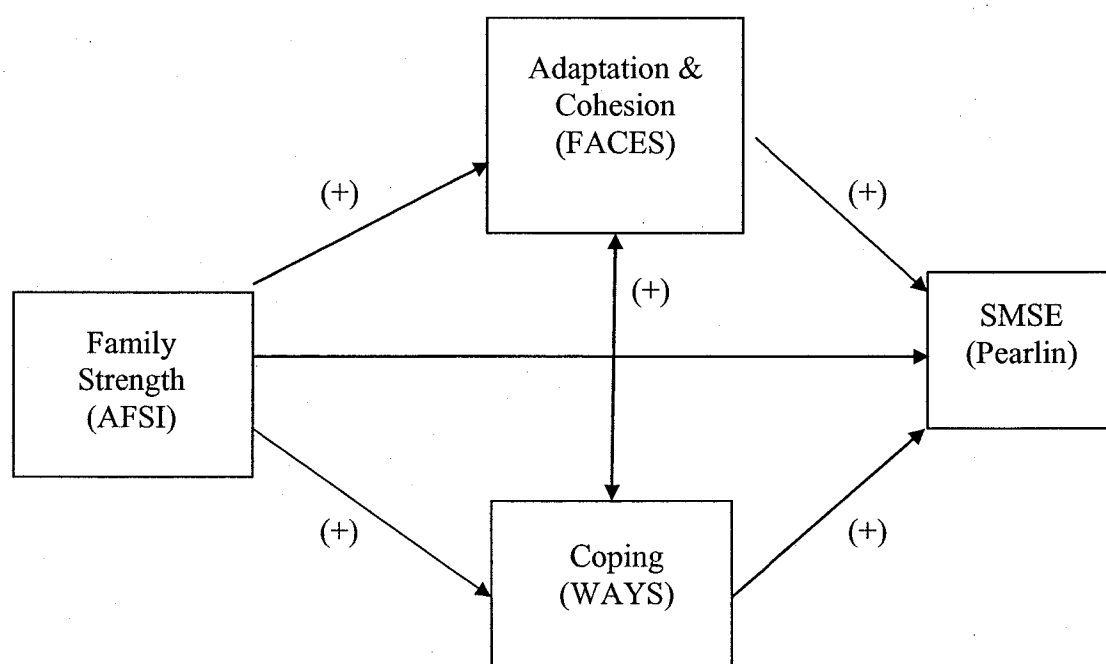 Adaptation &
Cohesion
(FACES)
(+)
(+)
(+)
SMSE
(Pearlin)
Family
Strength
(AFSI)
(+)
(+)
Coping
(WAYS)